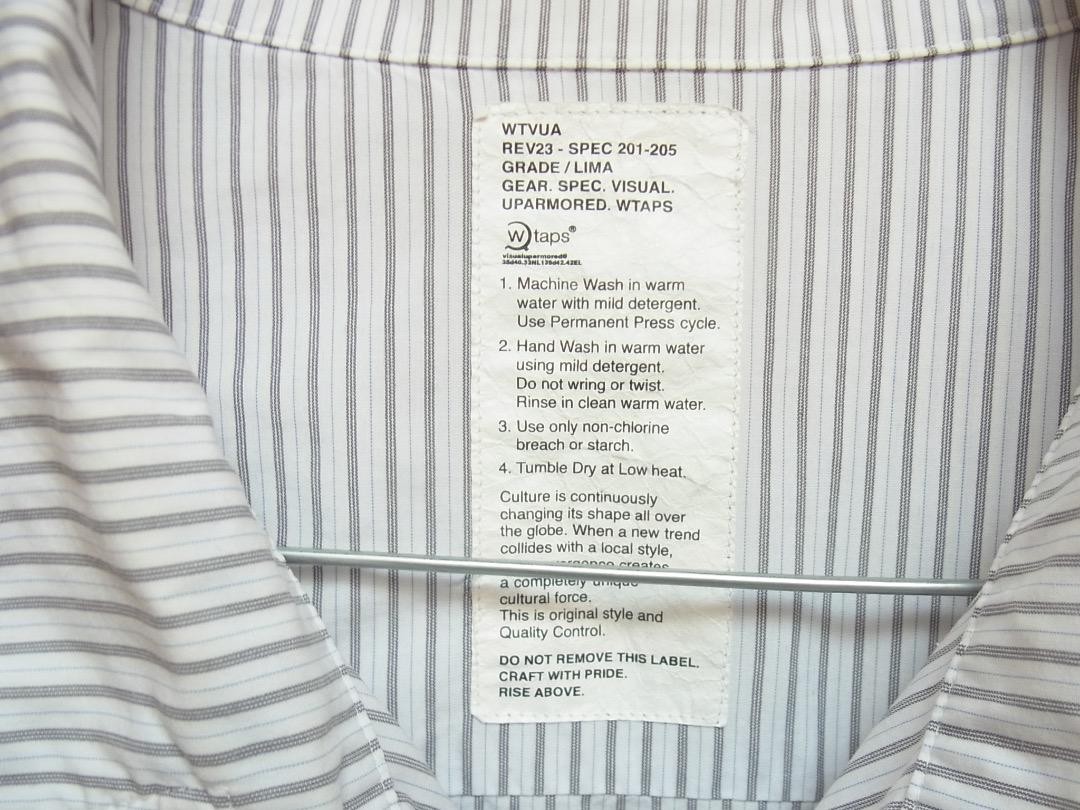 WTVUA
REV23 - SPEC 201-205
GRADE / LIMA
GEAR. SPEC. VISUAL.
UPARMORED. WTAPS
Wtaps®
visualuparmored®
1. Machine Wash in warm
water with mild detergent.
Use Permanent Press cycle.
2. Hand Wash in warm water
using mild detergent.
Do not wring or twist.
Rinse in clean warm water.
3. Use only non-chlorine
breach or starch.
4. Tumble Dry at Low heat.
Culture is continuously
changing its shape all over
the globe. When a new trend
collides with a local style,
creates
a completely unique
cultural force.
This is original style and
Quality Control.
DO NOT REMOVE THIS LABEL.
CRAFT WITH PRIDE.
RISE ABOVE.